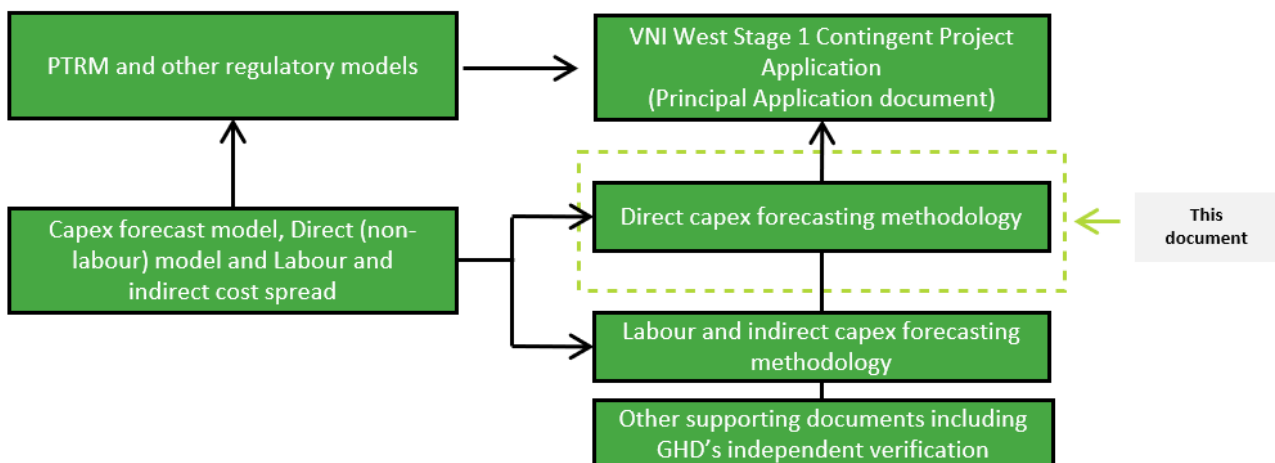 PTRM and other regulatory models
VNI West Stage 1 Contingent Project
Application
(Principal Application document)
Capex forecast model, Direct (non-
labour) model and Labour and
indirect cost spread
Direct capex forecasting methodology
This
document
Labour and indirect capex forecasting
methodology
Other supporting documents including
GHD's independent verification